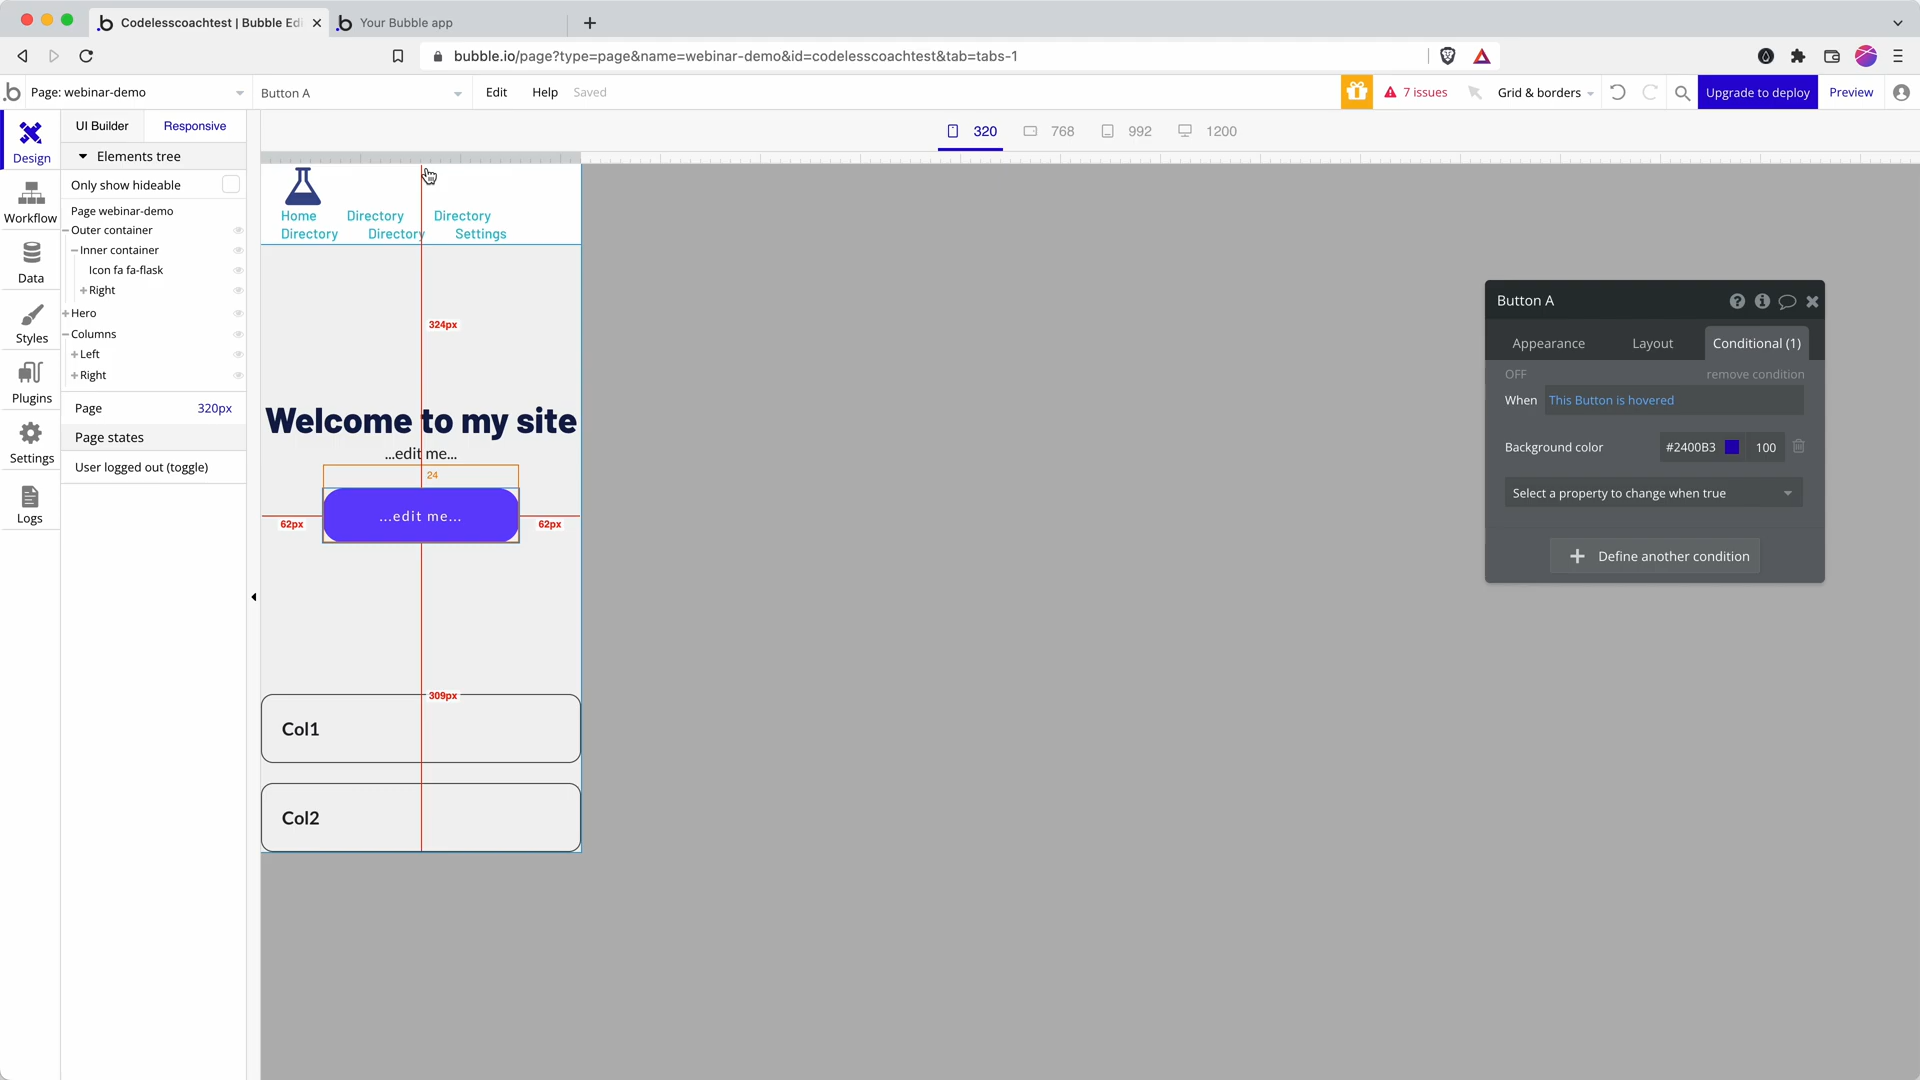 Codelesscoachtest | Bubble Edi
Your Bubble app
bubble.io/page?type=page&name=webinar-demo&id=codelesscoachtest&tab=tabs-1
Page: webinar-demo
Button A
Edit
Help
Saved
7 issues
Grid & borders
Upgrade to deploy
Preview
UI Builder
Responsive
320
768
992
1200
Design
Workflow
Data
Styles
Plugins
Settings
Logs
Elements tree
Only show hideable
Page webinar-demo
Outer container
Inner container
Icon fa fa-flask
Right
Hero
Columns
Left
Right
Page 320px
Page states
User logged out (toggle)
Home Directory Directory
Directory Directory Settings
324px
Welcome to my site
...edit me...
24
...edit me...
62px
62px
309px
Col1
Col2
Button A
Appearance
Layout
Conditional (1)
OFF
remove condition
When This Button is hovered
Background color #2400B3 100
Select a property to change when true
Define another condition